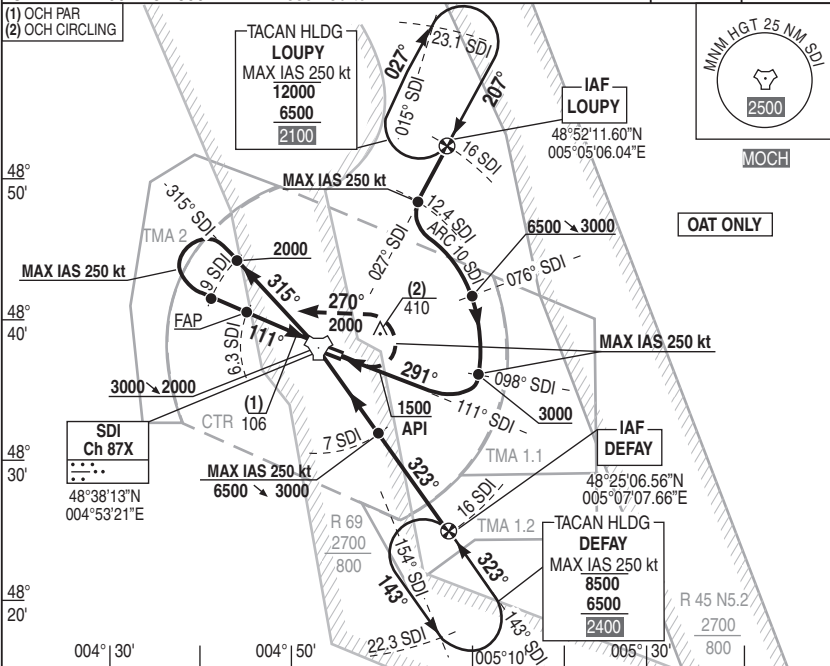 (1) OCH PAR
(2) OCH CIRCLING
TACAN HLDG
LOUPY
MAX IAS 250 kt
12000
6500
2100
027°
23.1 SDI
015° SDI
207°
IAF
LOUPY
48°52'11.60"N
005°05'06.04"E
MNM HGT 25 NM SDI
2500
MOCH
OAT ONLY
16 SDI
MAX IAS 250 kt
12.4 SDI
ARC 10 SDI
027° SDI
6500 ↘ 3000
076° SDI
48°
50'
315° SDI
TMA 2
2000
MAX IAS 250 kt
9 SDI
315°
270°
2000
(2)
410
48°
40'
FAP
111°
6.3 SDI
MAX IAS 250 kt
291°
098° SDI
3000 ↘ 2000
(1)
106
1500
API
111° SDI
3000
CTR
SDI
Ch 87X
48°38'13"N
004°53'21"E
7 SDI
MAX IAS 250 kt
6500 ↘ 3000
323°
TMA 1.1
IAF
DEFAY
48°25'06.56"N
005°07'07.66"E
48°
30'
16 SDI
TMA 1.2
R 69
2700
800
154° SDI
143°
323°
TACAN HLDG
DEFAY
MAX IAS 250 kt
8500
6500
2400
22.3 SDI
143° SDI
R 45 N5.2
2700
800
48°
20'
004° 30'
004° 50'
005° 10'
005° 30'